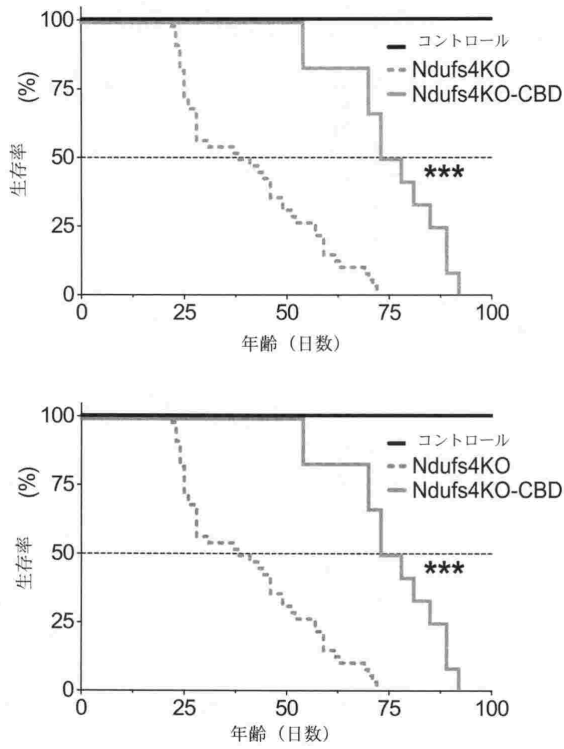 100
コントロール
Ndufs4KO
Ndufs4KO-CBD
75
50
25
0
生存率 (%)
***
0 25 50 75 100
年齢（日数）
100
コントロール
Ndufs4KO
Ndufs4KO-CBD
75
50
25
0
生存率 (%)
***
0 25 50 75 100
年齢（日数）